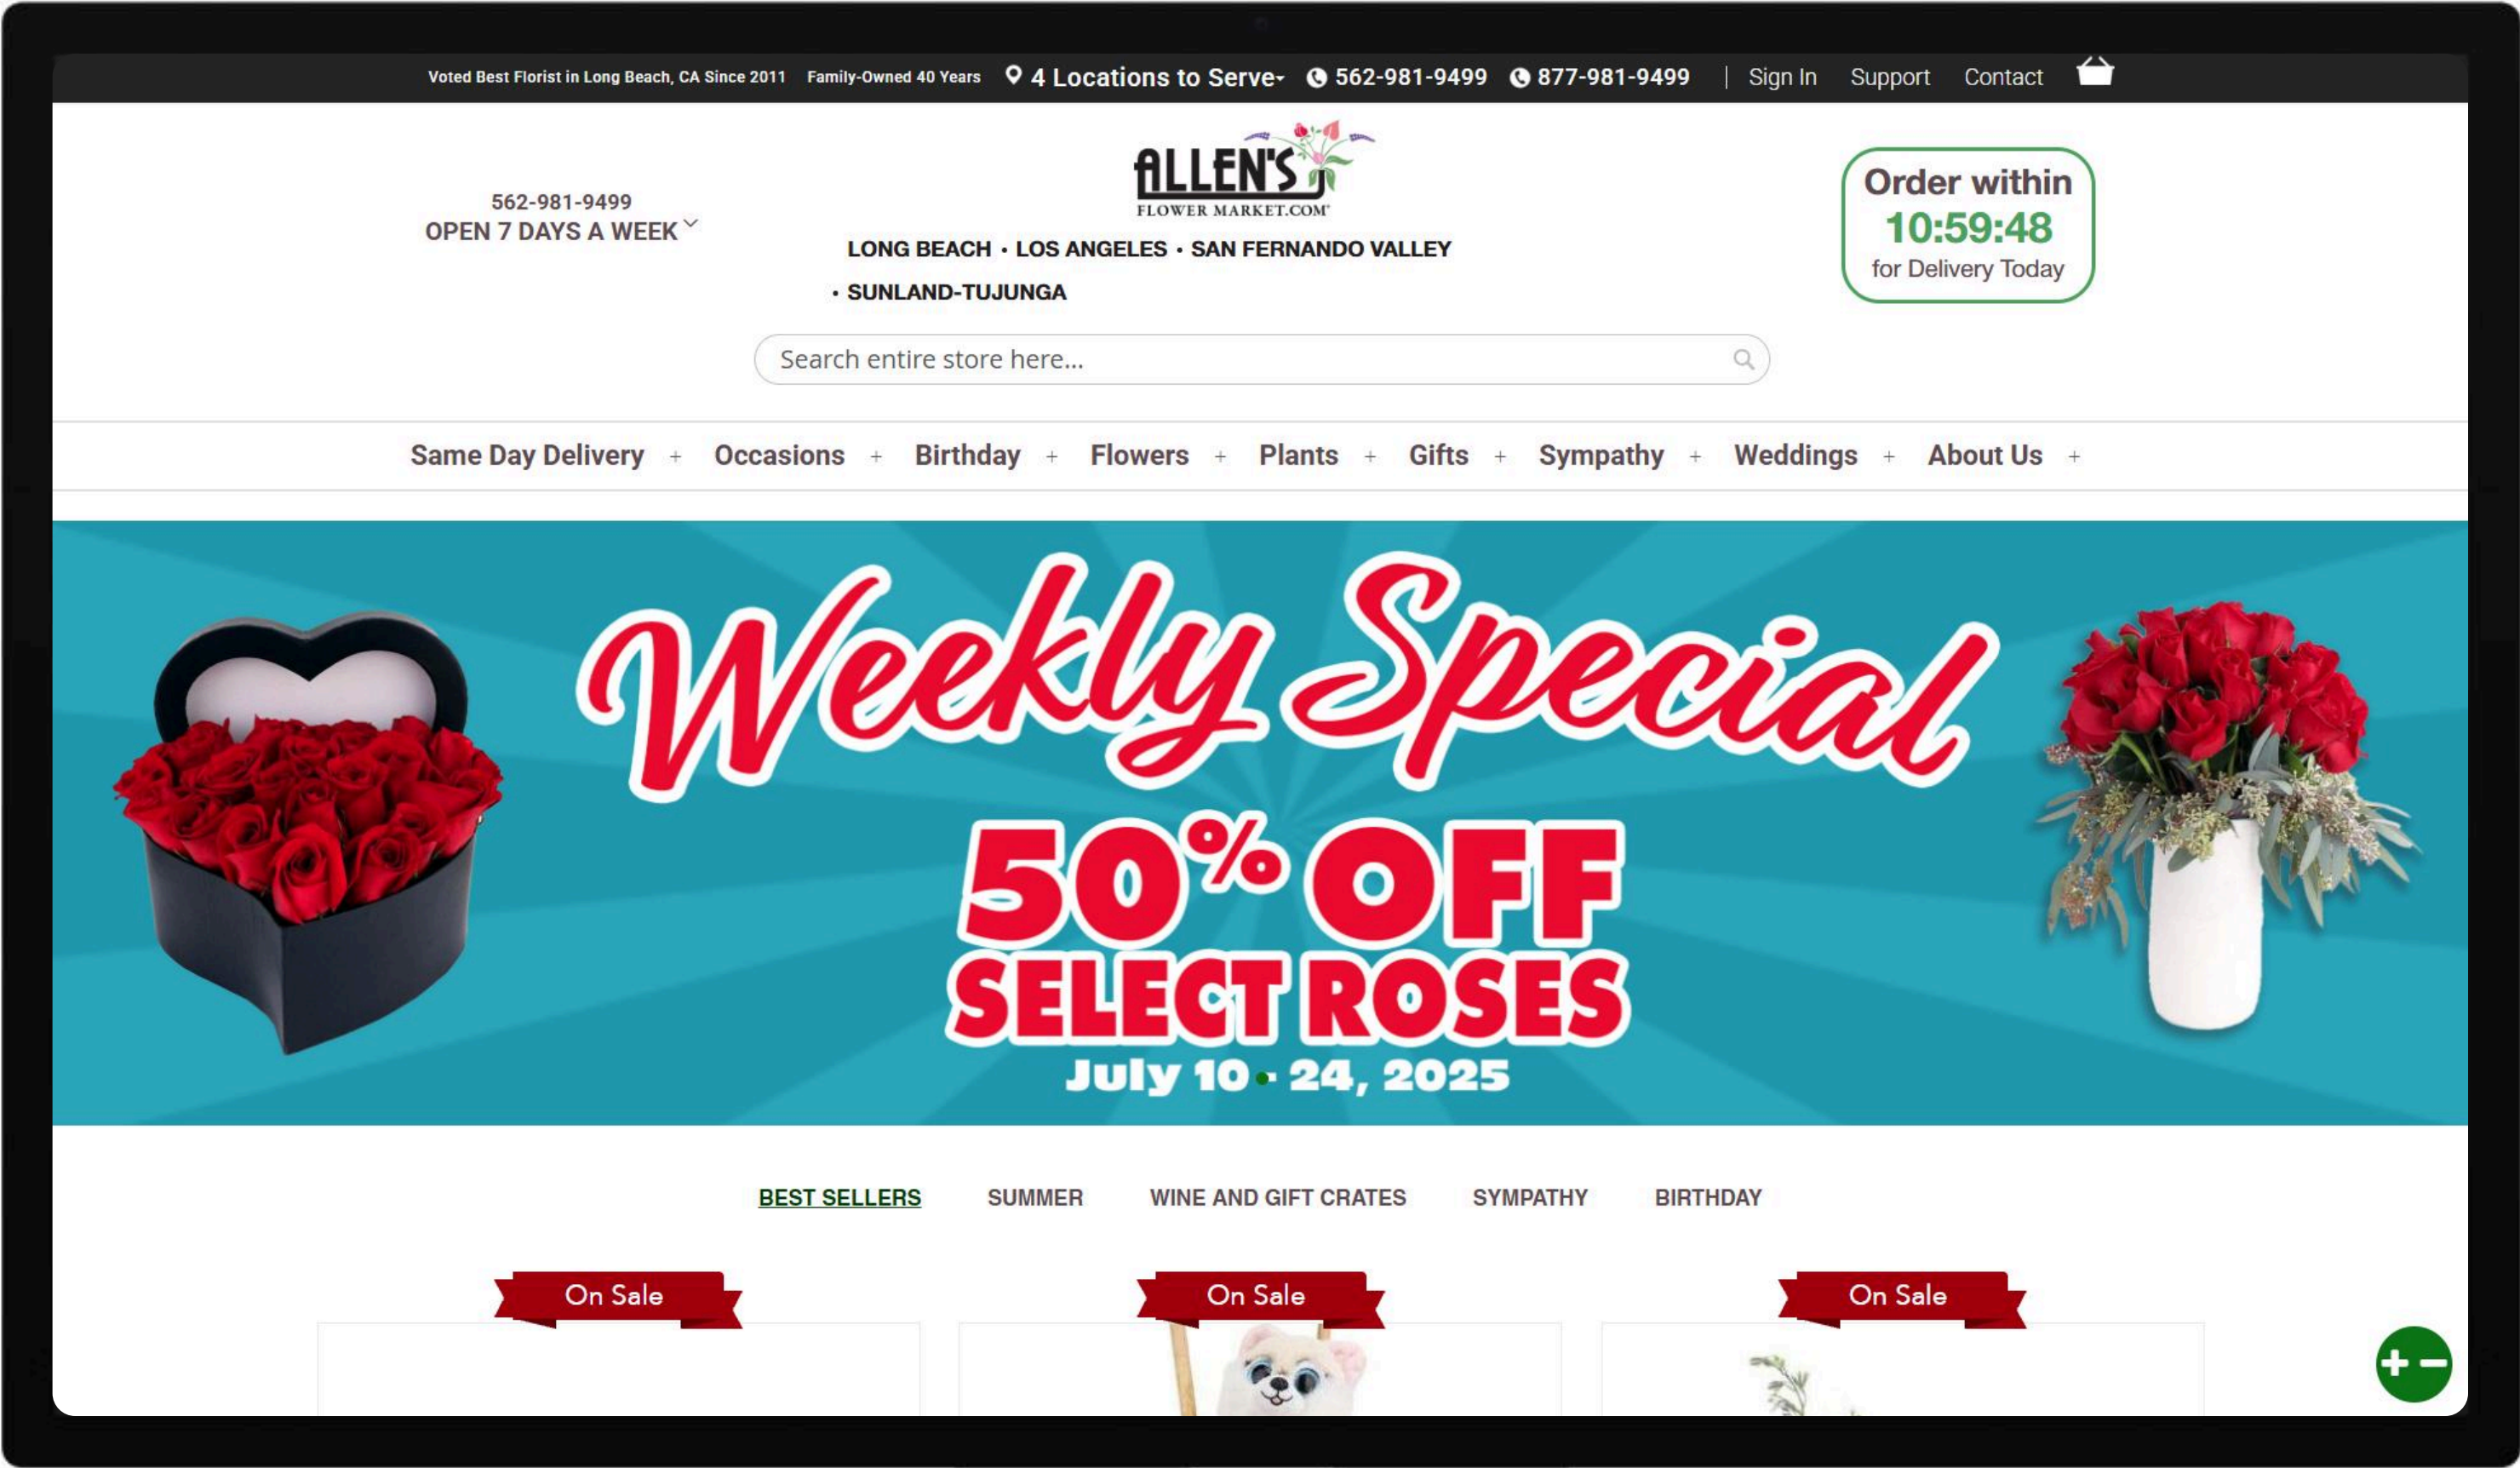 Voted Best Florist in Long Beach, CA Since 2011 Family-Owned 40 Years 4 Locations to Serve 562-981-9499 877-981-9499 | Sign In Support Contact
ALLEN'S
FLOWER MARKET.COM
562-981-9499
OPEN 7 DAYS A WEEK
LONG BEACH • LOS ANGELES • SAN FERNANDO VALLEY
• SUNLAND-TUJUNGA
Order within
10:59:48
for Delivery Today
Search entire store here...
Same Day Delivery + Occasions + Birthday + Flowers + Plants + Gifts + Sympathy + Weddings + About Us +
Weekly Special
50% OFF
SELECT ROSES
July 10 - 24, 2025
BEST SELLERS SUMMER WINE AND GIFT CRATES SYMPATHY BIRTHDAY
On Sale On Sale On Sale
+ −